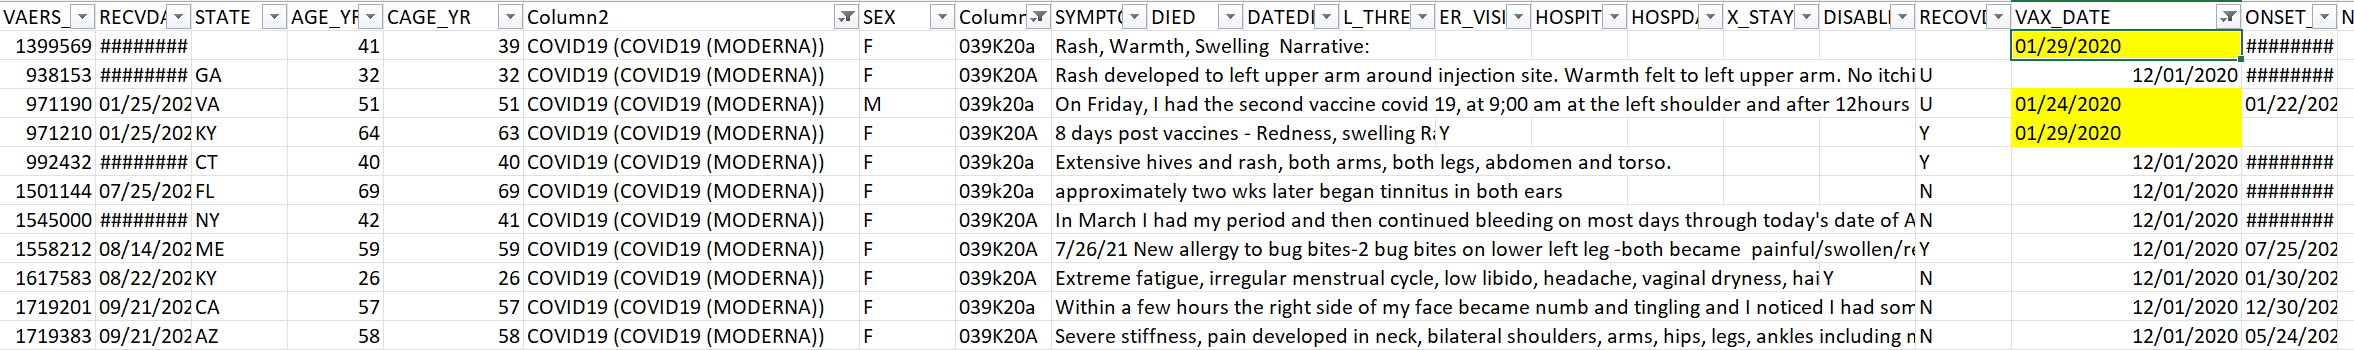 VAERS_ RECVDA STATE AGE_YR CAGE_YR Column2 SEX Column SYMPTO DIED DATEDI L_THRE ER_VISI HOSPIT HOSPDA X_STAY DISABLI RECOVD VAX_DATE ONSET_ N
1399569 ######## 41 39 COVID19 (COVID19 (MODERNA)) F 039K20a Rash, Warmth, Swelling Narrative: 01/29/2020 ########
938153 ######## GA 32 32 COVID19 (COVID19 (MODERNA)) F 039K20A Rash developed to left upper arm around injection site. Warmth felt to left upper arm. No itchi U 12/01/2020 ########
971190 01/25/202 VA 51 51 COVID19 (COVID19 (MODERNA)) M 039k20a On Friday, I had the second vaccine covid 19, at 9;00 am at the left shoulder and after 12hours U 01/24/2020 01/22/202
971210 01/25/202 KY 64 63 COVID19 (COVID19 (MODERNA)) F 039K20A 8 days post vaccines - Redness, swelling Ra Y Y 01/29/2020
992432 ######## CT 40 40 COVID19 (COVID19 (MODERNA)) F 039k20a Extensive hives and rash, both arms, both legs, abdomen and torso. Y 12/01/2020 ########
1501144 07/25/202 FL 69 69 COVID19 (COVID19 (MODERNA)) F 039k20a approximately two wks later began tinnitus in both ears N 12/01/2020 ########
1545000 ######## NY 42 41 COVID19 (COVID19 (MODERNA)) F 039K20A In March I had my period and then continued bleeding on most days through today's date of A N 12/01/2020 ########
1558212 08/14/202 ME 59 59 COVID19 (COVID19 (MODERNA)) F 039K20A 7/26/21 New allergy to bug bites-2 bug bites on lower left leg -both became painful/swollen/re Y 12/01/2020 07/25/202
1617583 08/22/202 KY 26 26 COVID19 (COVID19 (MODERNA)) F 039k20A Extreme fatigue, irregular menstrual cycle, low libido, headache, vaginal dryness, hai Y N 12/01/2020 01/30/202
1719201 09/21/202 CA 57 57 COVID19 (COVID19 (MODERNA)) F 039K20a Within a few hours the right side of my face became numb and tingling and I noticed I had som N 12/01/2020 12/30/202
1719383 09/21/202 AZ 58 58 COVID19 (COVID19 (MODERNA)) F 039K20A Severe stiffness, pain developed in neck, bilateral shoulders, arms, hips, legs, ankles including N 12/01/2020 05/24/202